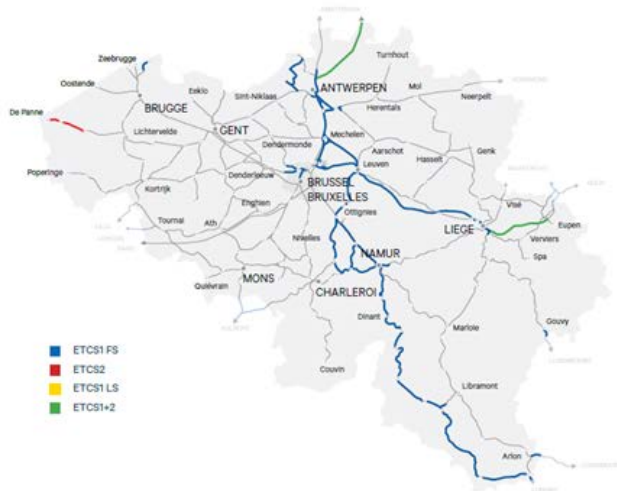 Zeebrugge
Turnhout
Oostende
Eeklo
Sint-Niklaas
ANTWERPEN
Mol
BRUGGE
Herentals
Neerpelt
De Panne
GENT
Mechelen
Lichtervelde
Dendermonde
Aarschot
Genk
Poperinge
Denderleeuw
Leuven
Hasselt
Kortrijk
BRUSSEL
BRUXELLES
Visé
Enghien
Ottignies
Eupen
Tournai
Ath
LIEGE
Verviers
Nivelles
NAMUR
Spa
MONS
Quiévrain
CHARLEROI
Dinant
Marloie
Gouvy
Couvin
Libramont
Arlon
ETCS1 FS
ETCS2
ETCS1 LS
ETCS1+2